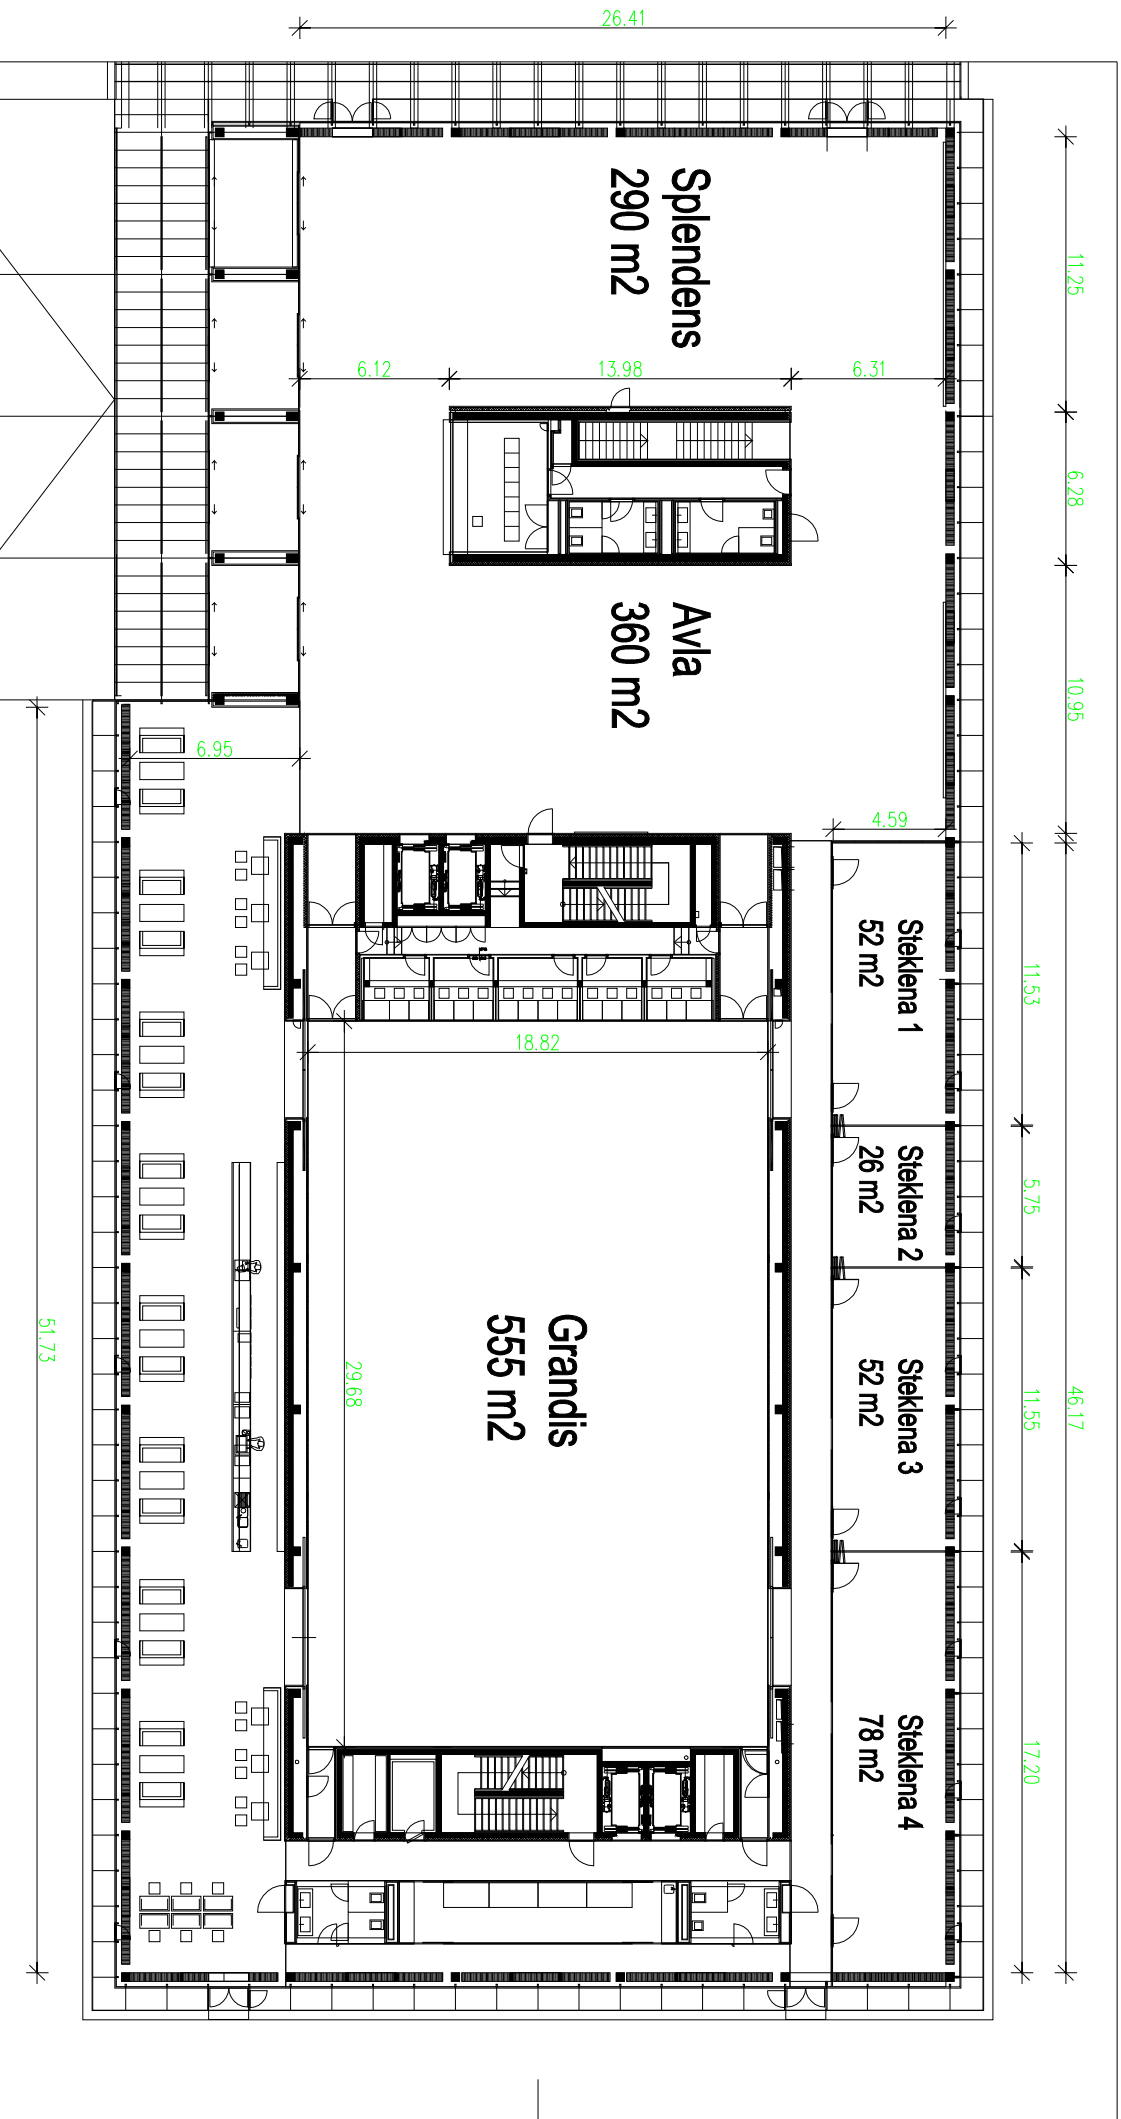 26.41
Splendens
290 m2
11.25
6.12
13.98
6.31
6.28
Avla
360 m2
10.95
6.95
4.59
Steklena 1
52 m2
11.53
18.82
Steklena 2
26 m2
5.75
Grandis
555 m2
29.68
51.73
Steklena 3
52 m2
11.55
46.17
Steklena 4
78 m2
17.20